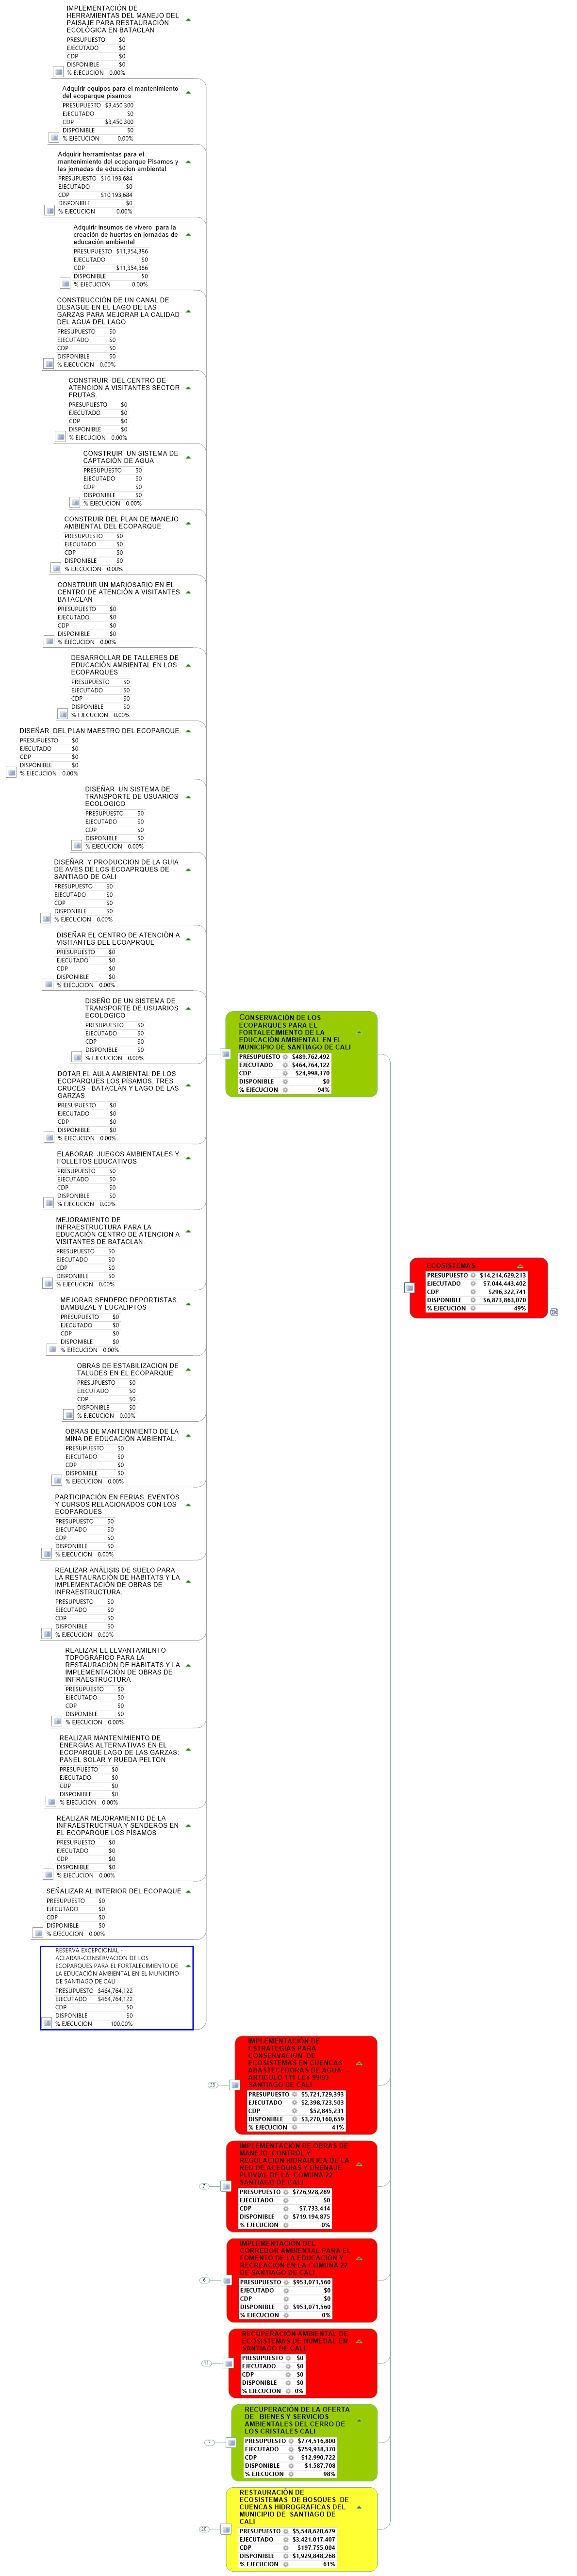 IMPLEMENTACIÓN DE
HERRAMIENTAS DEL MANEJO DEL
PAISAJE PARA RESTAURACIÓN
ECOLÓGICA EN BATACLAN
PRESUPUESTO $0
EJECUTADO $0
CDP $0
DISPONIBLE $0
% EJECUCION 0.00%
Adquirir equipos para el mantenimiento
del ecoparque pisamos
PRESUPUESTO $3,450,300
EJECUTADO $0
CDP $3,450,300
DISPONIBLE $0
% EJECUCION 0.00%
Adquirir herramientas para el
mantenimiento del ecoparque Pisamos y
las jornadas de educacion ambiental
PRESUPUESTO $10,193,684
EJECUTADO $0
CDP $10,193,684
DISPONIBLE $0
% EJECUCION 0.00%
Adquirir insumos de vivero para la
creación de huertas en jornadas de
educación ambiental
PRESUPUESTO $11,354,386
EJECUTADO $0
CDP $11,354,386
DISPONIBLE $0
% EJECUCION 0.00%
CONSTRUCCIÓN DE UN CANAL DE
DESAGUE EN EL LAGO DE LAS
GARZAS PARA MEJORAR LA CALIDAD
DEL AGUA DEL LAGO
PRESUPUESTO $0
EJECUTADO $0
CDP $0
DISPONIBLE $0
% EJECUCION 0.00%
CONSTRUIR DEL CENTRO DE
ATENCION A VISITANTES SECTOR
FRUTAS.
PRESUPUESTO $0
EJECUTADO $0
CDP $0
DISPONIBLE $0
% EJECUCION 0.00%
CONSTRUIR UN SISTEMA DE
CAPTACIÓN DE AGUA
PRESUPUESTO $0
EJECUTADO $0
CDP $0
DISPONIBLE $0
% EJECUCION 0.00%
CONSTRUIR DEL PLAN DE MANEJO
AMBIENTAL DEL ECOPARQUE
PRESUPUESTO $0
EJECUTADO $0
CDP $0
DISPONIBLE $0
% EJECUCION 0.00%
CONSTRUIR UN MARIOSARIO EN EL
CENTRO DE ATENCIÓN A VISITANTES
BATACLAN
PRESUPUESTO $0
EJECUTADO $0
CDP $0
DISPONIBLE $0
% EJECUCION 0.00%
DESARROLLAR DE TALLERES DE
EDUCACIÓN AMBIENTAL EN LOS
ECOPARQUES
PRESUPUESTO $0
EJECUTADO $0
CDP $0
DISPONIBLE $0
% EJECUCION 0.00%
DISEÑAR DEL PLAN MAESTRO DEL ECOPARQUE.
PRESUPUESTO $0
EJECUTADO $0
CDP $0
DISPONIBLE $0
% EJECUCION 0.00%
DISEÑAR UN SISTEMA DE
TRANSPORTE DE USUARIOS
ECOLOGICO
PRESUPUESTO $0
EJECUTADO $0
CDP $0
DISPONIBLE $0
% EJECUCION 0.00%
DISEÑAR Y PRODUCCION DE LA GUIA
DE AVES DE LOS ECOAPRQUES DE
SANTIAGO DE CALI
PRESUPUESTO $0
EJECUTADO $0
CDP $0
DISPONIBLE $0
% EJECUCION 0.00%
DISEÑAR EL CENTRO DE ATENCIÓN A
VISITANTES DEL ECOAPRQUE
PRESUPUESTO $0
EJECUTADO $0
CDP $0
DISPONIBLE $0
% EJECUCION 0.00%
DISEÑO DE UN SISTEMA DE
TRANSPORTE DE USUARIOS
ECOLOGICO
PRESUPUESTO $0
EJECUTADO $0
CDP $0
DISPONIBLE $0
% EJECUCION 0.00%
DOTAR EL AULA AMBIENTAL DE LOS
ECOPARQUES LOS PÍSAMOS, TRES
CRUCES - BATACLÁN Y LAGO DE LAS
GARZAS
PRESUPUESTO $0
EJECUTADO $0
CDP $0
DISPONIBLE $0
% EJECUCION 0.00%
ELABORAR JUEGOS AMBIENTALES Y
FOLLETOS EDUCATIVOS
PRESUPUESTO $0
EJECUTADO $0
CDP $0
DISPONIBLE $0
% EJECUCION 0.00%
MEJORAMIENTO DE
INFRAESTRUCTURA PARA LA
EDUCACIÓN CENTRO DE ATENCION A
VISITANTES DE BATACLAN.
PRESUPUESTO $0
EJECUTADO $0
CDP $0
DISPONIBLE $0
% EJECUCION 0.00%
MEJORAR SENDERO DEPORTISTAS,
BAMBUZAL Y EUCALIPTOS
PRESUPUESTO $0
EJECUTADO $0
CDP $0
DISPONIBLE $0
% EJECUCION 0.00%
OBRAS DE ESTABILIZACION DE
TALUDES EN EL ECOPARQUE
PRESUPUESTO $0
EJECUTADO $0
CDP $0
DISPONIBLE $0
% EJECUCION 0.00%
OBRAS DE MANTENIMIENTO DE LA
MINA DE EDUCACIÓN AMBIENTAL.
PRESUPUESTO $0
EJECUTADO $0
CDP $0
DISPONIBLE $0
% EJECUCION 0.00%
PARTICIPACIÓN EN FERIAS, EVENTOS
Y CURSOS RELACIONADOS CON LOS
ECOPARQUES.
PRESUPUESTO $0
EJECUTADO $0
CDP $0
DISPONIBLE $0
% EJECUCION 0.00%
REALIZAR ANÁLISIS DE SUELO PARA
LA RESTAURACIÓN DE HÁBITATS Y LA
IMPLEMENTACIÓN DE OBRAS DE
INFRAESTRUCTURA.
PRESUPUESTO $0
EJECUTADO $0
CDP $0
DISPONIBLE $0
% EJECUCION 0.00%
REALIZAR EL LEVANTAMIENTO
TOPOGRÁFICO PARA LA
RESTAURACIÓN DE HÁBITATS Y LA
IMPLEMENTACIÓN DE OBRAS DE
INFRAESTRUCTURA
PRESUPUESTO $0
EJECUTADO $0
CDP $0
DISPONIBLE $0
% EJECUCION 0.00%
REALIZAR MANTENIMIENTO DE
ENERGÍAS ALTERNATIVAS EN EL
ECOPARQUE LAGO DE LAS GARZAS:
PANEL SOLAR Y RUEDA PELTON
PRESUPUESTO $0
EJECUTADO $0
CDP $0
DISPONIBLE $0
% EJECUCION 0.00%
REALIZAR MEJORAMIENTO DE LA
INFRAESTRUCTRUA Y SENDEROS EN
EL ECOPARQUE LOS PÍSAMOS
PRESUPUESTO $0
EJECUTADO $0
CDP $0
DISPONIBLE $0
% EJECUCION 0.00%
SEÑALIZAR AL INTERIOR DEL ECOPAQUE
PRESUPUESTO $0
EJECUTADO $0
CDP $0
DISPONIBLE $0
% EJECUCION 0.00%
RESERVA EXCEPCIONAL -
ACLARAR-CONSERVACIÓN DE LOS
ECOPARQUES PARA EL FORTALECIMIENTO DE
LA EDUCACIÓN AMBIENTAL EN EL MUNICIPIO
DE SANTIAGO DE CALI
PRESUPUESTO $464,764,122
EJECUTADO $464,764,122
CDP $0
DISPONIBLE $0
% EJECUCION 100.00%
CONSERVACIÓN DE LOS
ECOPARQUES PARA EL
FORTALECIMIENTO DE LA
EDUCACIÓN AMBIENTAL EN EL
MUNICIPIO DE SANTIAGO DE CALI
PRESUPUESTO $489,762,492
EJECUTADO $464,764,122
CDP $24,998,370
DISPONIBLE $0
% EJECUCION 94%
ECOSISTEMAS
PRESUPUESTO $14,214,629,213
EJECUTADO $7,044,443,402
CDP $296,322,741
DISPONIBLE $6,873,863,070
% EJECUCION 49%
IMPLEMENTACIÓN DE
ESTRATEGIAS PARA
CONSERVACIÓN DE
ECOSISTEMAS EN CUENCAS
ABASTECEDORAS DE AGUA. -
ARTICULO 111 LEY 99/93
SANTIAGO DE CALI
23
PRESUPUESTO $5,721,729,393
EJECUTADO $2,398,723,503
CDP $52,845,231
DISPONIBLE $3,270,160,659
% EJECUCION 41%
IMPLEMENTACIÓN DE OBRAS DE
MANEJO, CONTROL Y
REGULACIÓN HIDRÁULICA DE LA
RED DE ACEQUIAS Y DRENAJE
PLUVIAL DE LA COMUNA 22
SANTIAGO DE CALI
7
PRESUPUESTO $726,928,289
EJECUTADO $0
CDP $7,733,414
DISPONIBLE $719,194,875
% EJECUCION 0%
IMPLEMENTACIÓN DEL
CORREDOR AMBIENTAL PARA EL
FOMENTO DE LA EDUCACIÓN Y
RECREACIÓN EN LA COMUNA 22
DE SANTIAGO DE CALI
8
PRESUPUESTO $953,071,560
EJECUTADO $0
CDP $0
DISPONIBLE $953,071,560
% EJECUCION 0%
RECUPERACIÓN AMBIENTAL DE
ECOSISTEMAS DE HUMEDAL EN
SANTIAGO DE CALI
11
PRESUPUESTO $0
EJECUTADO $0
CDP $0
DISPONIBLE $0
% EJECUCION 0%
RECUPERACIÓN DE LA OFERTA
DE BIENES Y SERVICIOS
AMBIENTALES DEL CERRO DE
LOS CRISTALES CALI
7
PRESUPUESTO $774,516,800
EJECUTADO $759,938,370
CDP $12,990,722
DISPONIBLE $1,587,708
% EJECUCION 98%
RESTAURACIÓN DE
ECOSISTEMAS DE BOSQUES DE
CUENCAS HIDROGRÁFICAS DEL
MUNICIPIO DE SANTIAGO DE
CALI
20
PRESUPUESTO $5,548,620,679
EJECUTADO $3,421,017,407
CDP $197,755,004
DISPONIBLE $1,929,848,268
% EJECUCION 61%